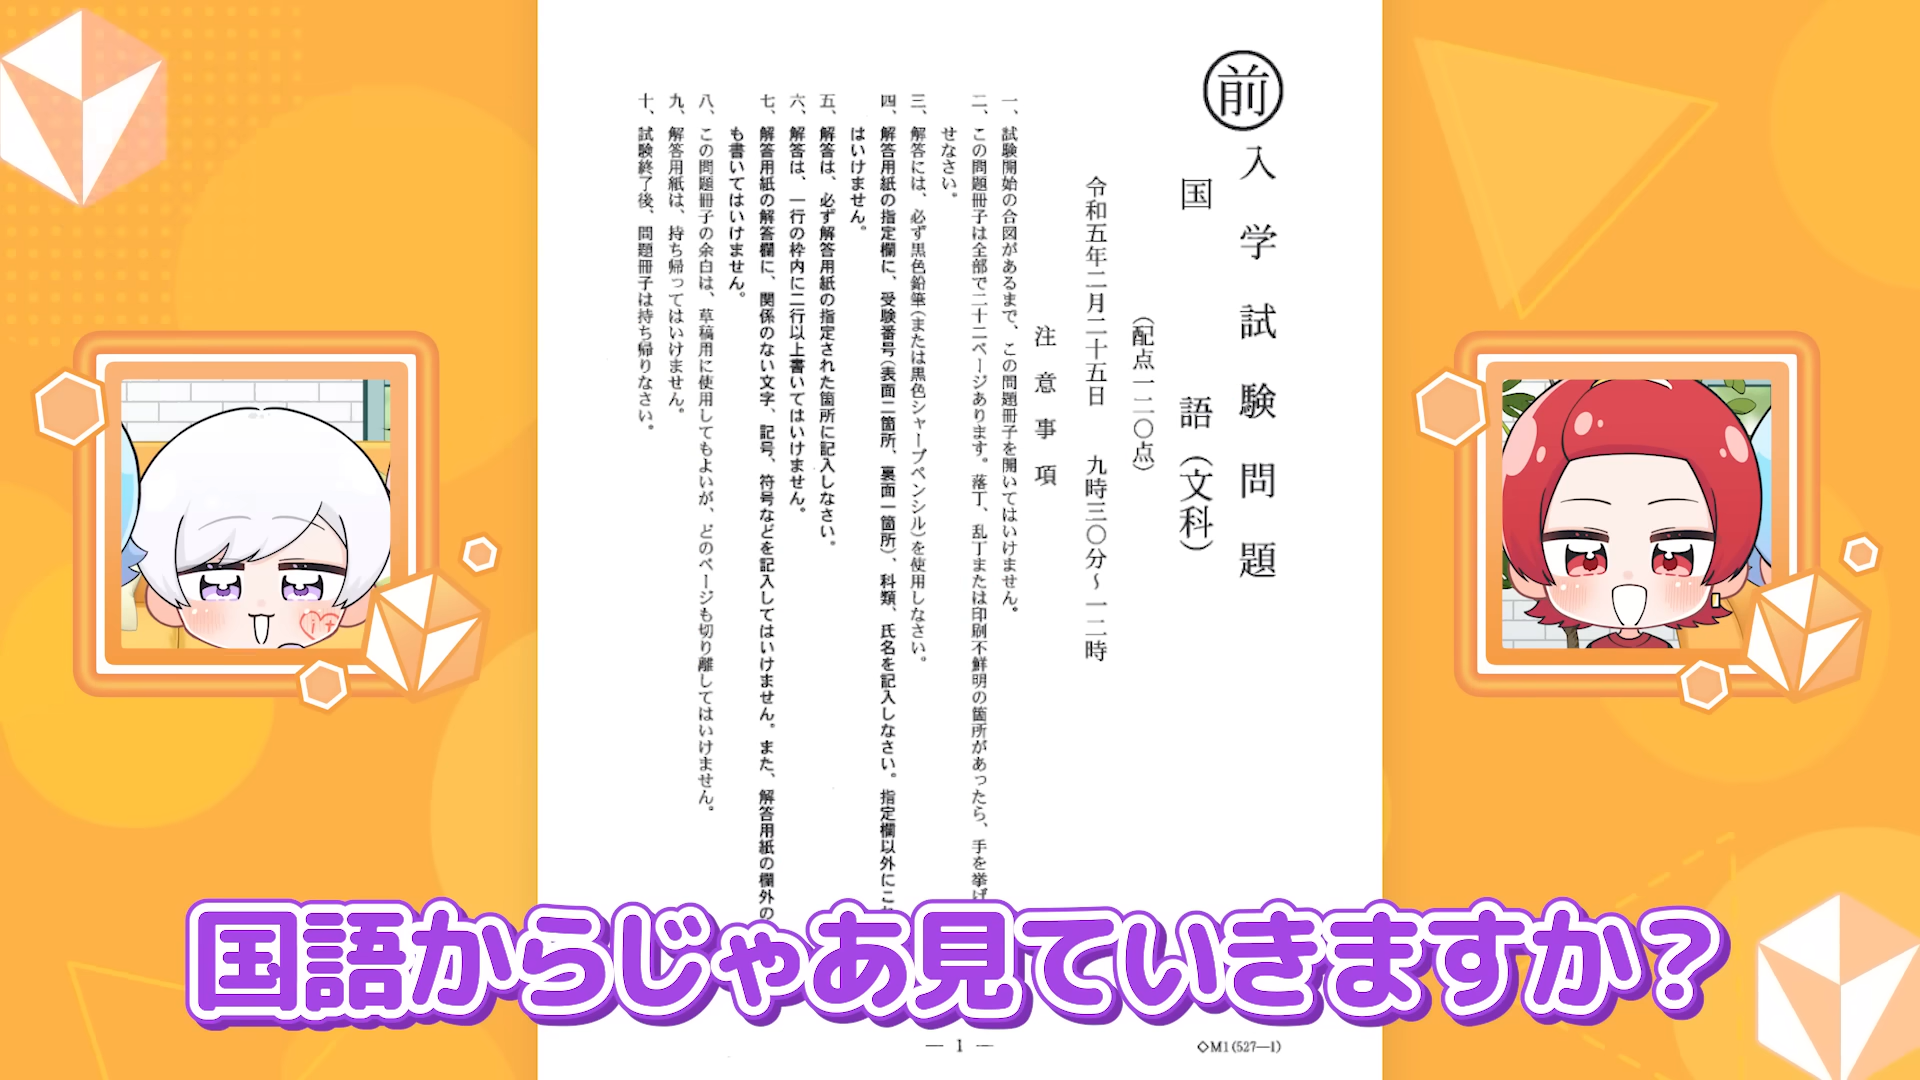 前入学試験問題
国語(文科)
(配点一二〇点)
令和五年二月二十五日 九時三〇分~一二時
注意事項
一、試験開始の合図があるまで、この問題冊子を開いてはいけません。
二、この問題冊子は全部で二十二ページあります。落丁、乱丁または印刷不鮮明の箇所があったら、手を挙げ
せなさい。
三、解答には、必ず黒色鉛筆(または黒色シャープペンシル)を使用しなさい。
四、解答用紙の指定欄に、受験番号(表面二箇所、裏面一箇所)、科類、氏名を記入しなさい。指定欄以外にこ
はいけません。
五、解答は、必ず解答用紙の指定された箇所に記入しなさい。
六、解答は、一行の枠内に二行以上書いてはいけません。
七、解答用紙の解答欄に、関係のない文字、記号、符号などを記入してはいけません。また、解答用紙の欄外の
も書いてはいけません。
八、この問題冊子の余白は、草稿用に使用してもよいが、どのページも切り離してはいけません。
九、解答用紙は、持ち帰ってはいけません。
十、試験終了後、問題冊子は持ち帰りなさい。
国語からじゃあ見ていきますか?
— 1 —
◇M1(527—1)